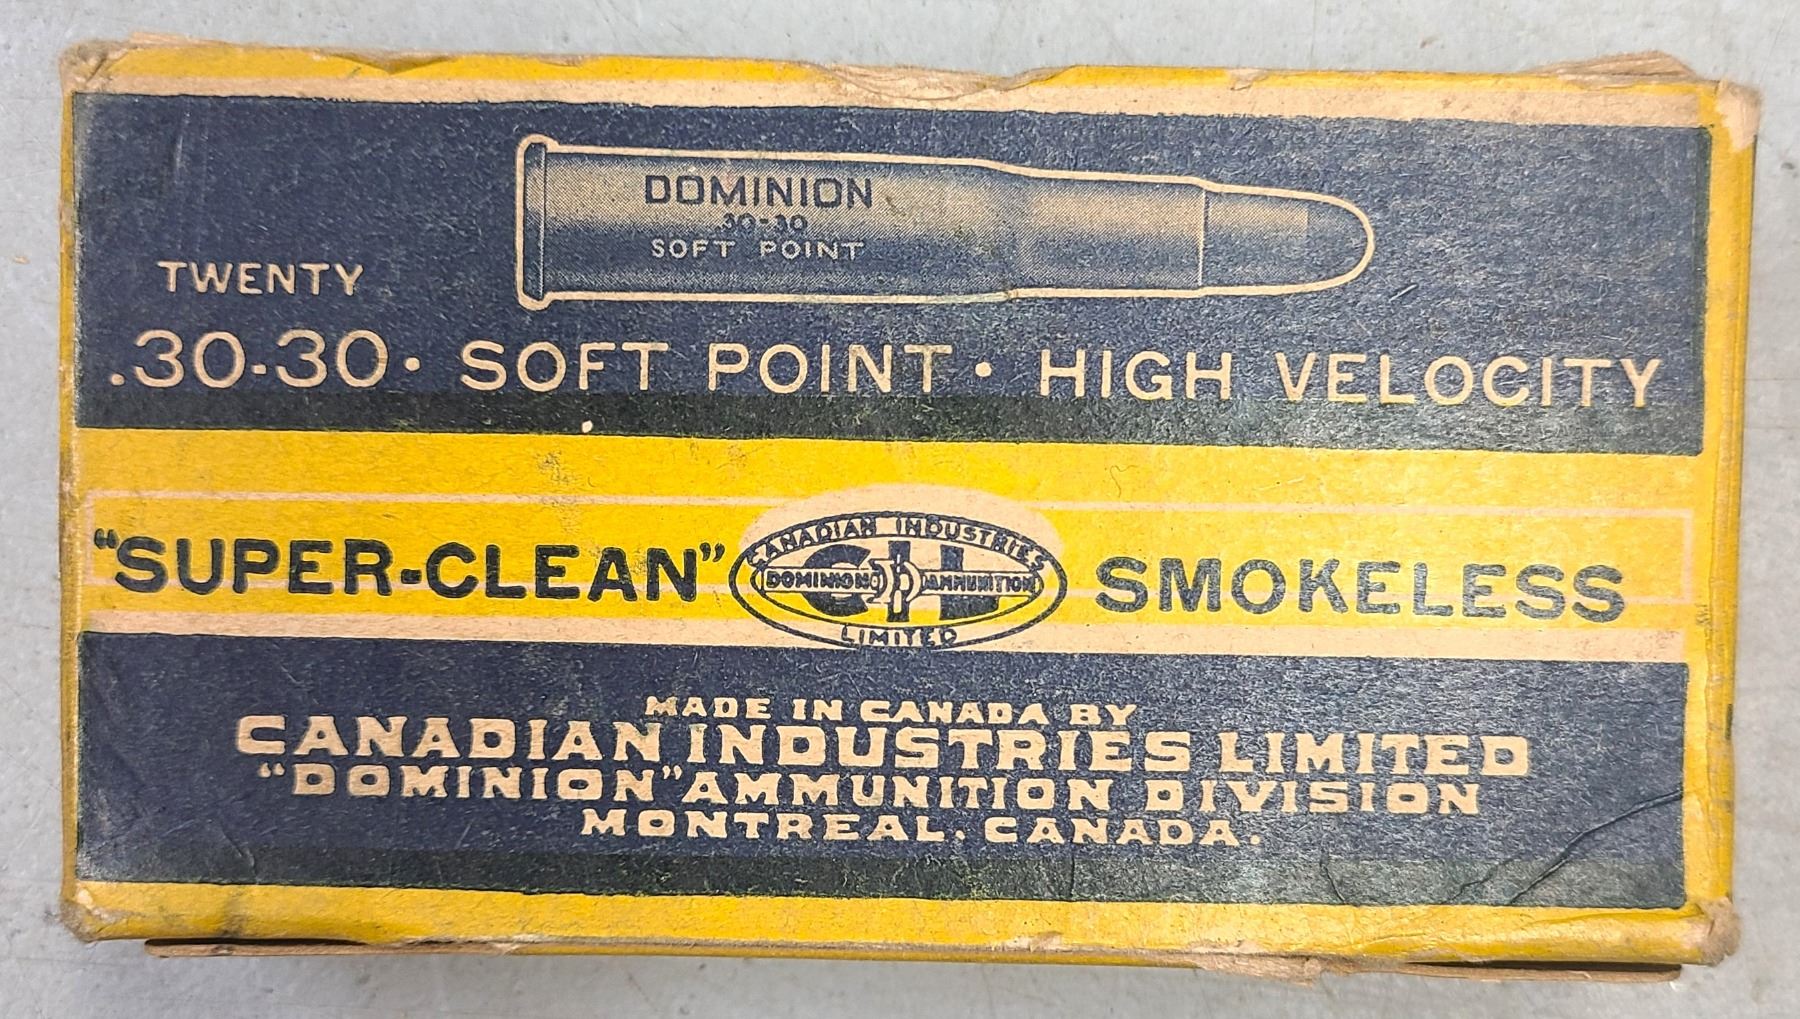 DOMINION
30-30
SOFT POINT
TWENTY
.30-30 · SOFT POINT · HIGH VELOCITY
"SUPER-CLEAN"
CANADIAN INDUSTRIES
CIL
DOMINION AMMUNITION
LIMITED
SMOKELESS
MADE IN CANADA BY
CANADIAN INDUSTRIES LIMITED
"DOMINION" AMMUNITION DIVISION
MONTREAL, CANADA.